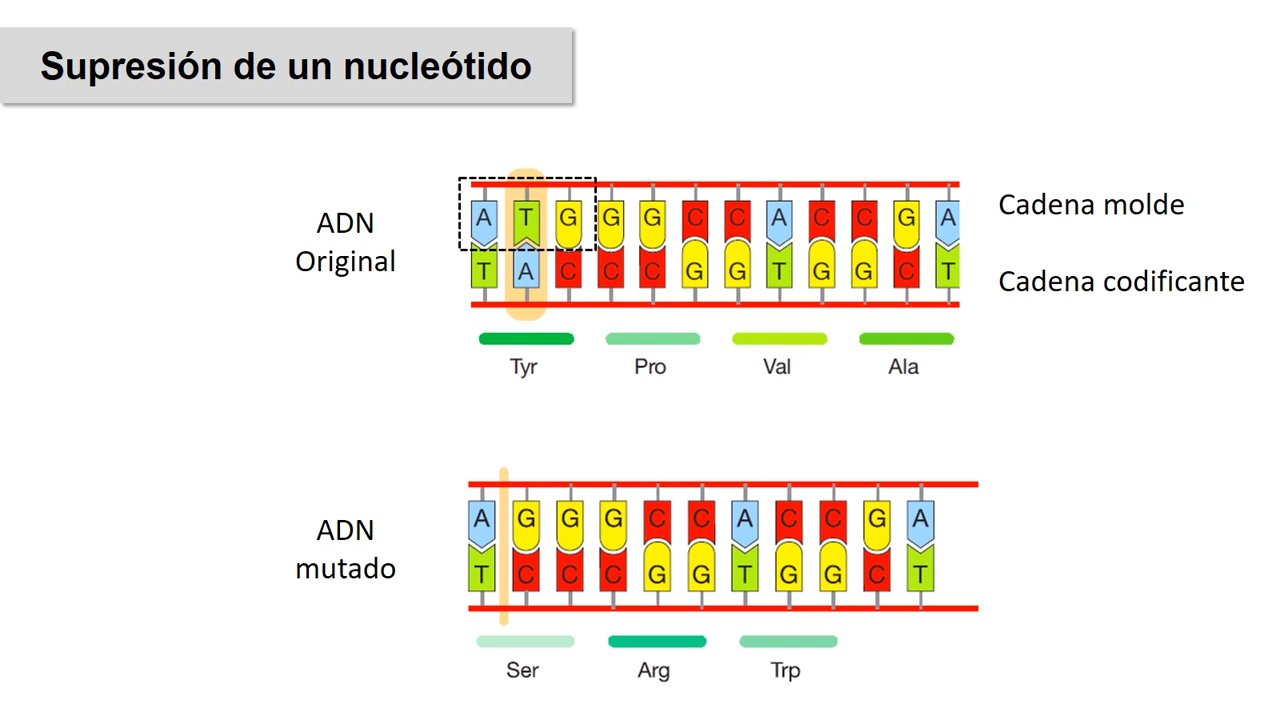 Supresión de un nucleótido
ADN
Original
A T G G G C C A C C G A
Cadena molde
T A C C C G G T G G C T
Cadena codificante
Tyr Pro Val Ala
ADN
mutado
A G G G C C A C C G A
T C C C G G T G G C T
Ser Arg Trp